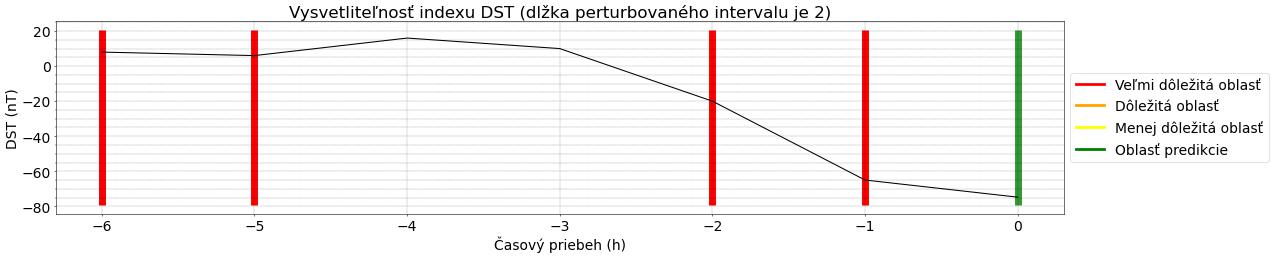 Vysvetliteľnosť indexu DST (dlžka perturbovaného intervalu je 2)
20
0
−20
−40
−60
−80
DST (nT)
−6 −5 −4 −3 −2 −1 0
Časový priebeh (h)
Veľmi dôležitá oblasť
Dôležitá oblasť
Menej dôležitá oblasť
Oblasť predikcie